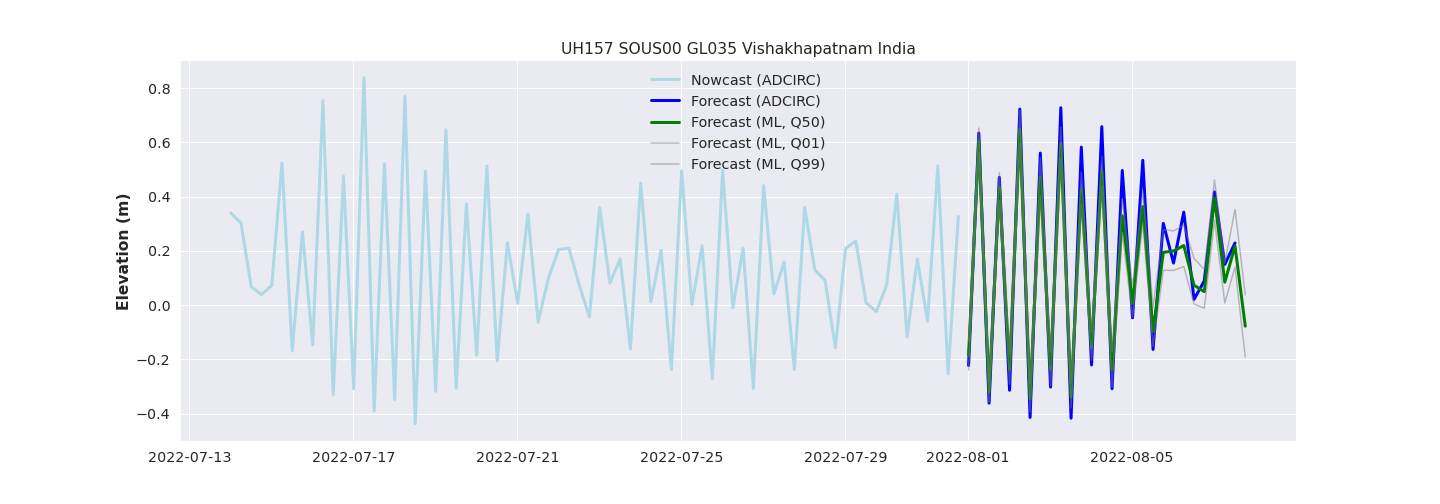 UH157 SOUS00 GL035 Vishakhapatnam India
Nowcast (ADCIRC)
Forecast (ADCIRC)
Forecast (ML, Q50)
Forecast (ML, Q01)
Forecast (ML, Q99)
Elevation (m)
0.8
0.6
0.4
0.2
0.0
−0.2
−0.4
2022-07-13 2022-07-17 2022-07-21 2022-07-25 2022-07-29 2022-08-01 2022-08-05